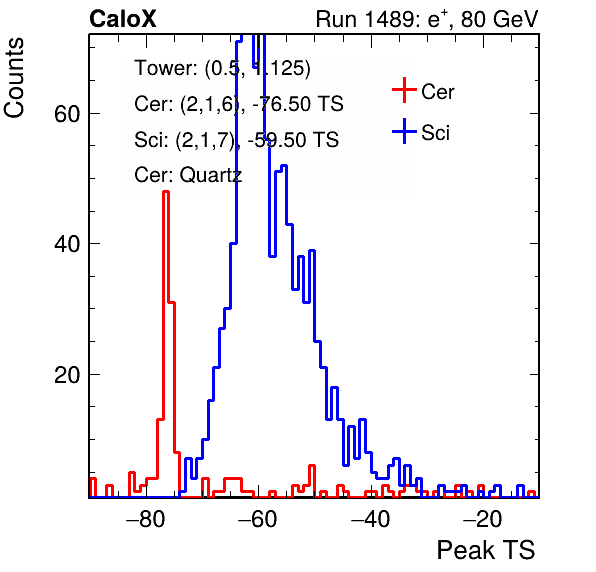 CaloX Run 1489: e⁺, 80 GeV
Counts
Tower: (0.5, 1.125)
Cer: (2,1,6), -76.50 TS
Sci: (2,1,7), -59.50 TS
Cer: Quartz
Cer
Sci
60
40
20
−80 −60 −40 −20
Peak TS